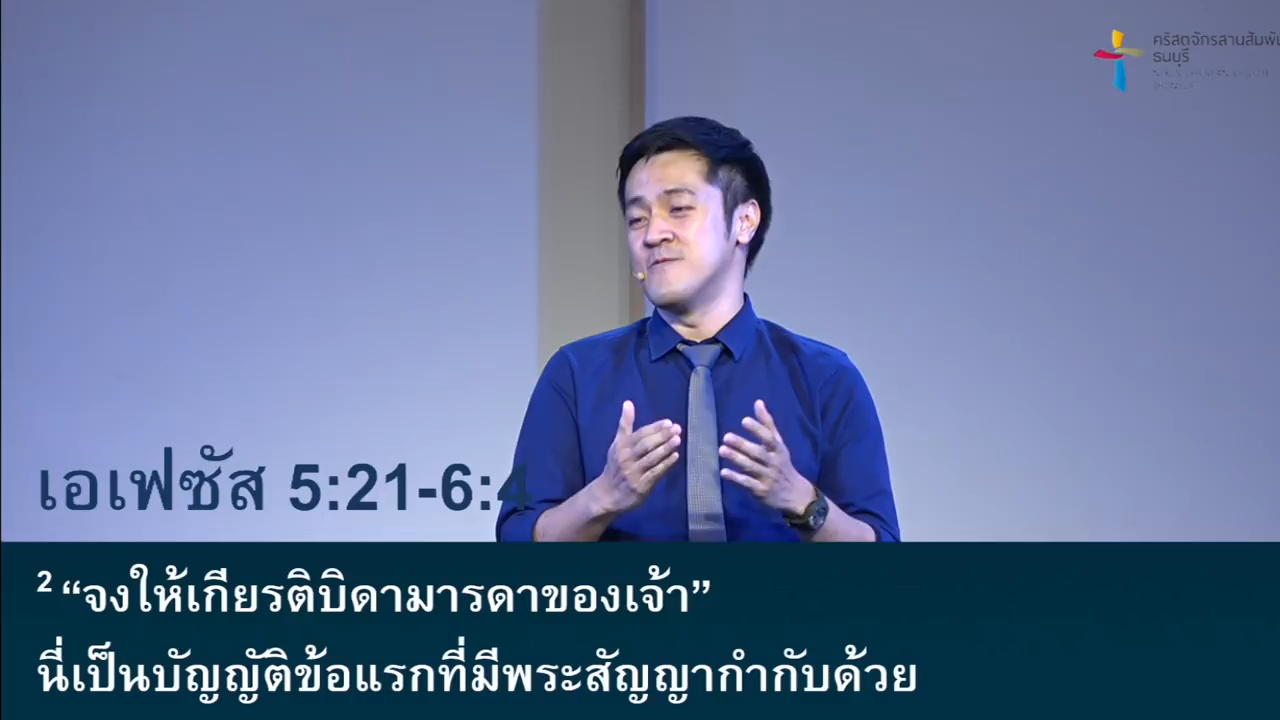 คริสตจักรสานสัมพัน
ธนบุรี
เอเฟซัส 5:21-6:4
2 “จงให้เกียรติบิดามารดาของเจ้า”
นี่เป็นบัญญัติข้อแรกที่มีพระสัญญากำกับด้วย